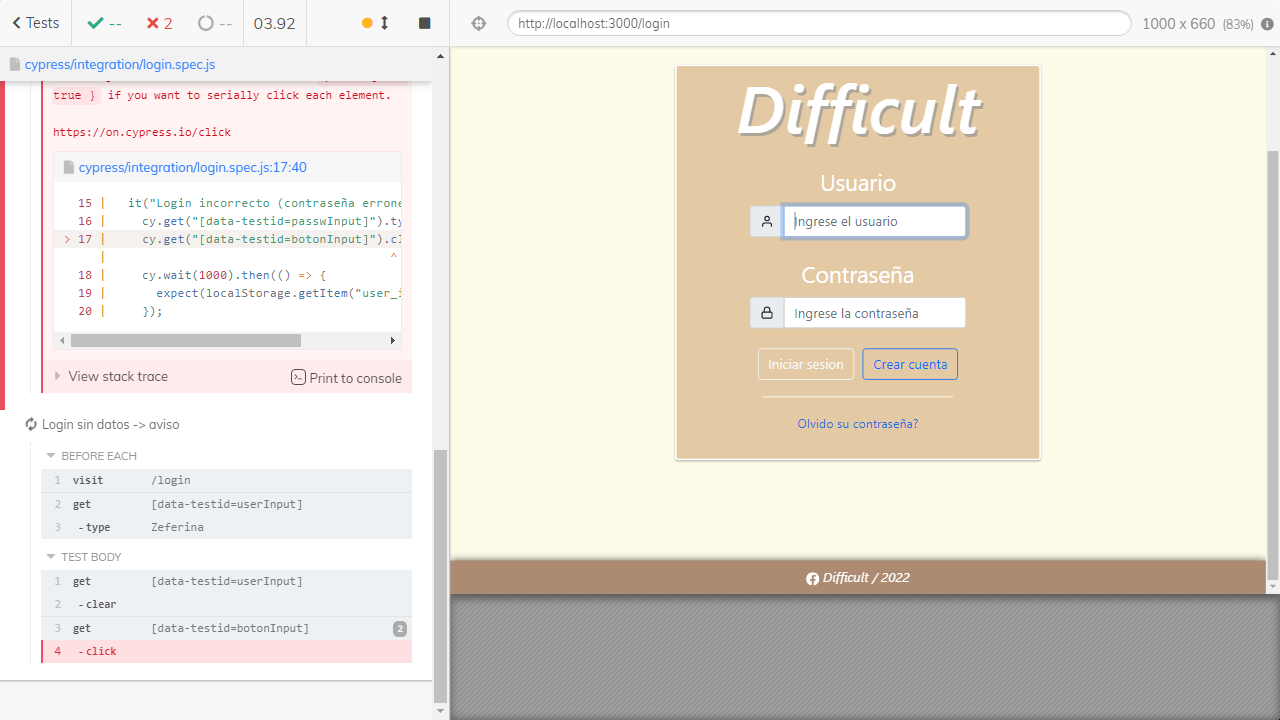 Tests
--
2
--
03.92
http://localhost:3000/login
1000 x 660 (83%)
cypress/integration/login.spec.js
true } if you want to serially click each element.
https://on.cypress.io/click
cypress/integration/login.spec.js:17:40
15 | it("Login incorrecto (contraseña errone
16 | cy.get("[data-testid=passwInput]").ty
> 17 | cy.get("[data-testid=botonInput]").cl
| ^
18 | cy.wait(1000).then(() => {
19 | expect(localStorage.getItem("user_i
20 | });
View stack trace
Print to console
Login sin datos -> aviso
BEFORE EACH
1 visit /login
2 get [data-testid=userInput]
3 -type Zeferina
TEST BODY
1 get [data-testid=userInput]
2 -clear
3 get [data-testid=botonInput] 2
4 -click
Difficult
Usuario
Ingrese el usuario
Contraseña
Ingrese la contraseña
Iniciar sesion
Crear cuenta
Olvido su contraseña?
Difficult / 2022